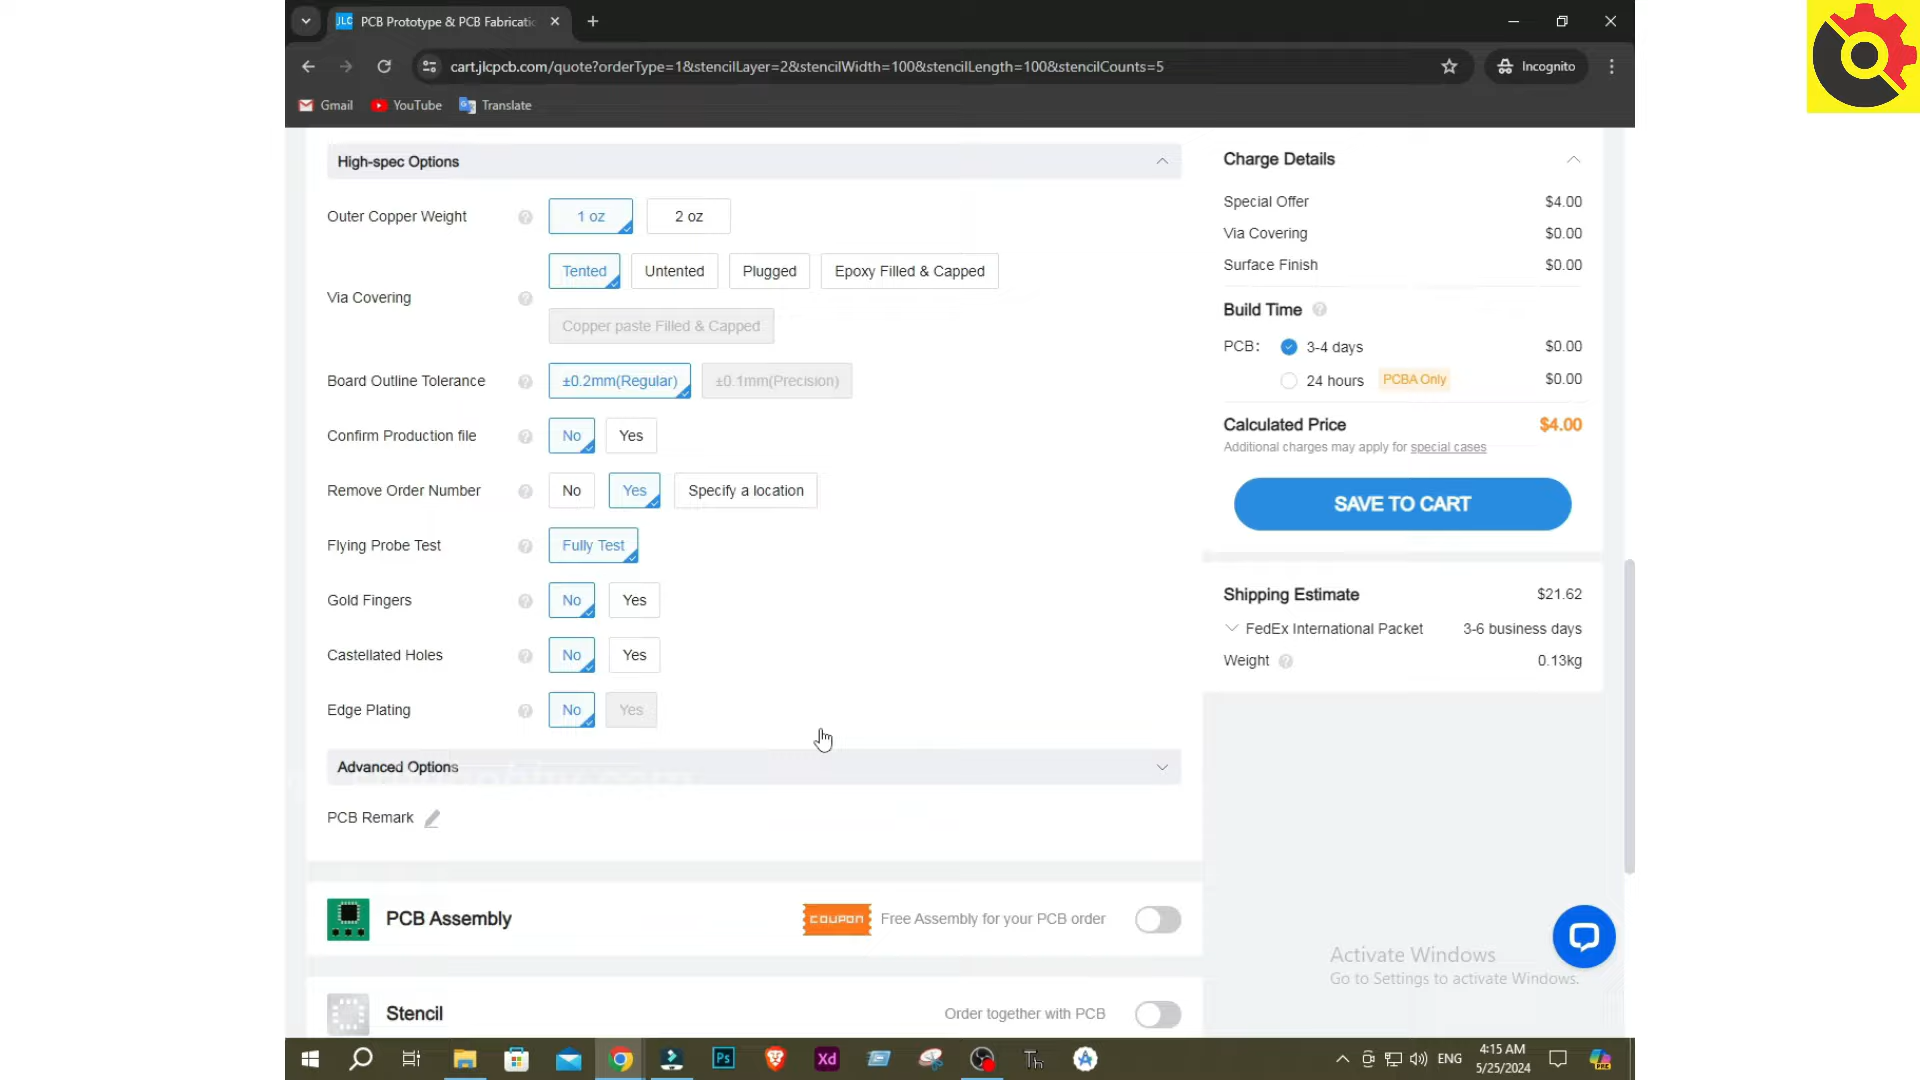 JLC PCB Prototype & PCB Fabricati
cart.jlcpcb.com/quote?orderType=1&stencilLayer=2&stencilWidth=100&stencilLength=100&stencilCounts=5
Incognito
Gmail YouTube Translate
High-spec Options
Outer Copper Weight ? 1 oz 2 oz
Tented Untented Plugged Epoxy Filled & Capped
Via Covering ?
Copper paste Filled & Capped
Board Outline Tolerance ? ±0.2mm(Regular) ±0.1mm(Precision)
Confirm Production file ? No Yes
Remove Order Number ? No Yes Specify a location
Flying Probe Test ? Fully Test
Gold Fingers ? No Yes
Castellated Holes ? No Yes
Edge Plating ? No Yes
Advanced Options
PCB Remark
PCB Assembly COUPON Free Assembly for your PCB order
Stencil Order together with PCB
Charge Details
Special Offer $4.00
Via Covering $0.00
Surface Finish $0.00
Build Time ?
PCB: 3-4 days $0.00
24 hours PCBA Only $0.00
Calculated Price $4.00
Additional charges may apply for special cases
SAVE TO CART
Shipping Estimate $21.62
FedEx International Packet 3-6 business days
Weight ? 0.13kg
Activate Windows
Go to Settings to activate Windows.
Ps Xd Th ENG 4:15 AM
5/25/2024
PRE